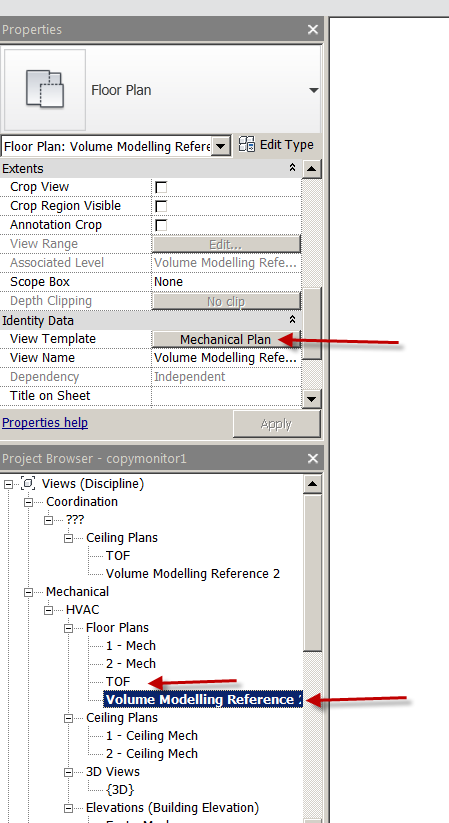 Properties
Floor Plan
Floor Plan: Volume Modelling Refere Edit Type
Extents
Crop View
Crop Region Visible
Annotation Crop
View Range Edit...
Associated Level Volume Modelling Refe...
Scope Box None
Depth Clipping No clip
Identity Data
View Template Mechanical Plan
View Name Volume Modelling Refe...
Dependency Independent
Title on Sheet
Properties help Apply
Project Browser - copymonitor1
Views (Discipline)
Coordination
???
Ceiling Plans
TOF
Volume Modelling Reference 2
Mechanical
HVAC
Floor Plans
1 - Mech
2 - Mech
TOF
Volume Modelling Reference
Ceiling Plans
1 - Ceiling Mech
2 - Ceiling Mech
3D Views
{3D}
Elevations (Building Elevation)